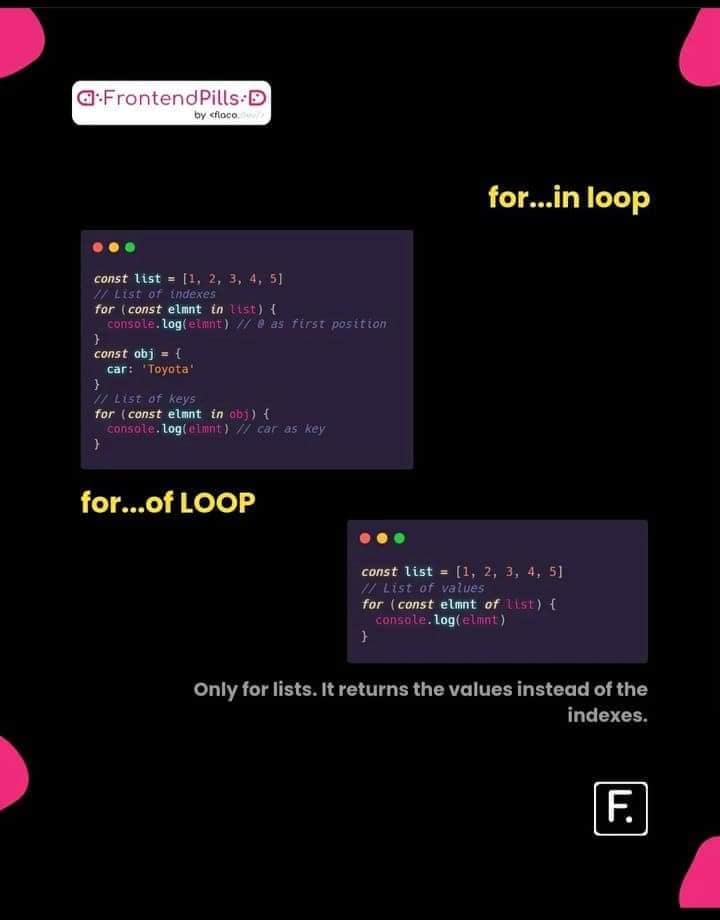 FrontendPills
by <flaco.dev/>
for...in loop
const list = [1, 2, 3, 4, 5]
// List of indexes
for (const elmnt in list) {
  console.log(elmnt) // 0 as first position
}
const obj = {
  car: 'Toyota'
}
// List of keys
for (const elmnt in obj) {
  console.log(elmnt) // car as key
}
for...of LOOP
const list = [1, 2, 3, 4, 5]
// List of values
for (const elmnt of list) {
  console.log(elmnt)
}
Only for lists. It returns the values instead of the
indexes.
F.